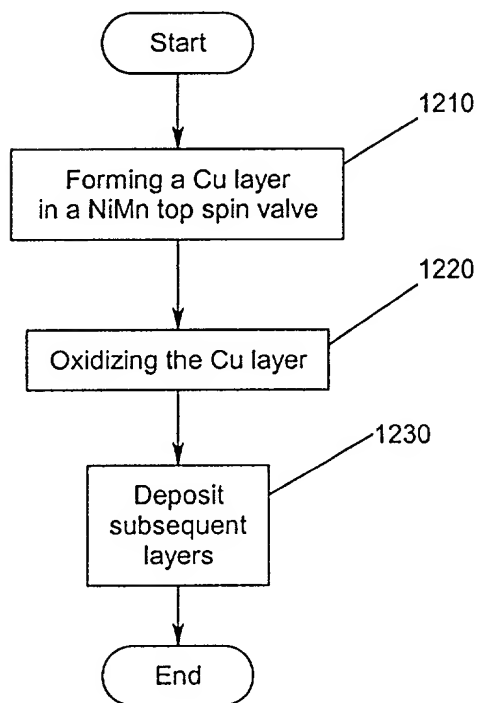 Start
1210
Forming a Cu layer
in a NiMn top spin valve
1220
Oxidizing the Cu layer
1230
Deposit
subsequent
layers
End